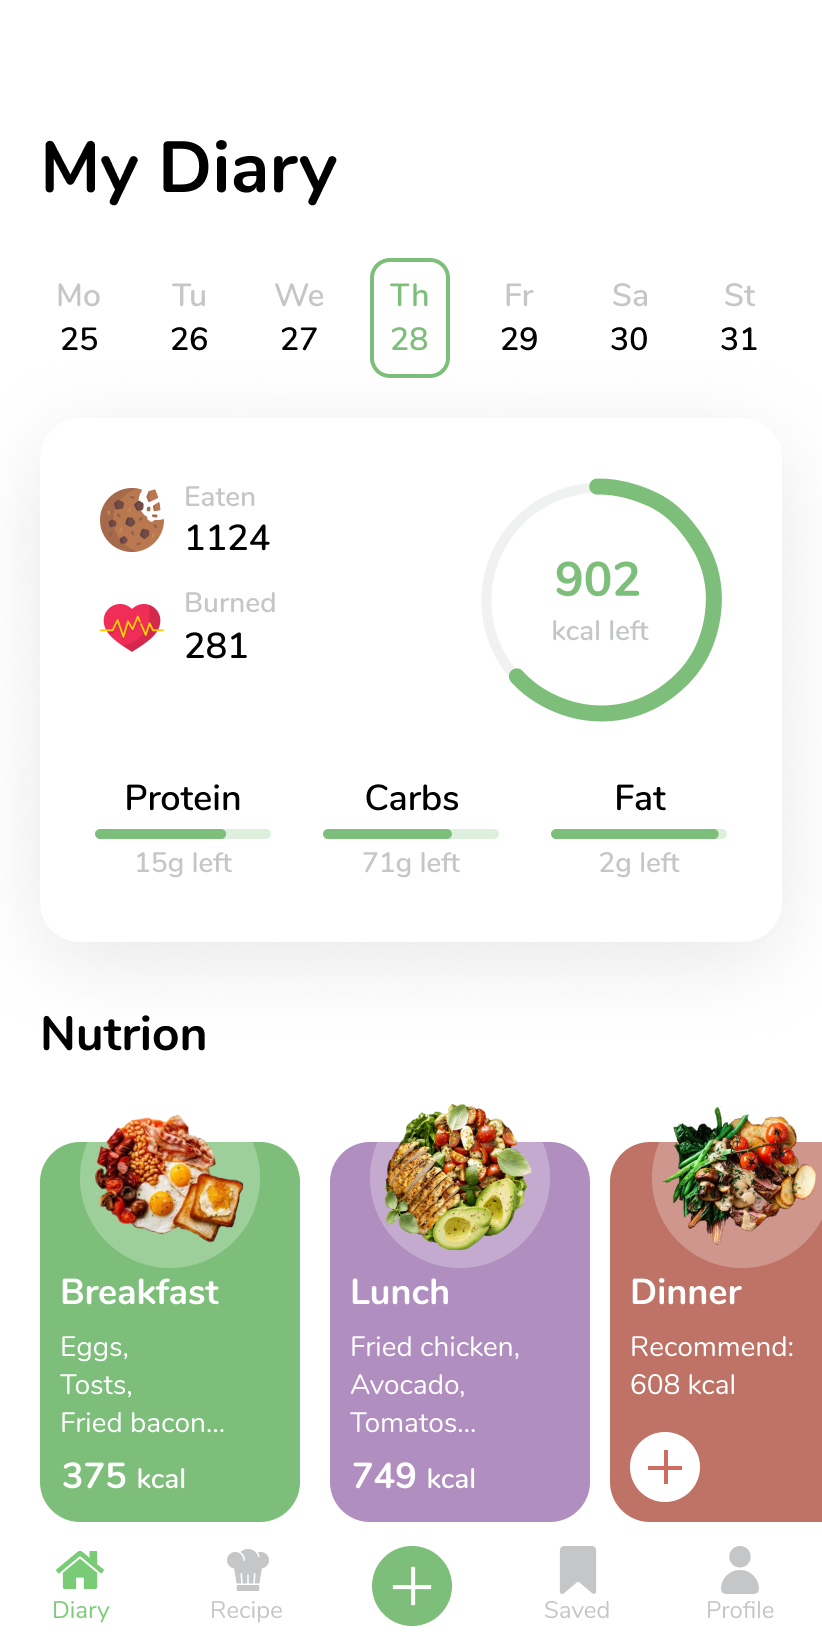 My Diary
Mo Tu We Th Fr Sa St
25 26 27 28 29 30 31
Eaten
1124
Burned
281
902
kcal left
Protein Carbs Fat
15g left 71g left 2g left
Nutrion
Breakfast
Eggs,
Tosts,
Fried bacon...
375 kcal
Lunch
Fried chicken,
Avocado,
Tomatos...
749 kcal
Dinner
Recommend:
608 kcal
Diary Recipe Saved Profile